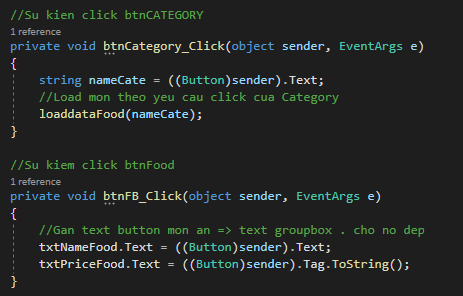 //Su kien click btnCATEGORY
1 reference
private void btnCategory_Click(object sender, EventArgs e)
{
string nameCate = ((Button)sender).Text;
//Load mon theo yeu cau click cua Category
loaddataFood(nameCate);
}
//Su kiem click btnFood
1 reference
private void btnFB_Click(object sender, EventArgs e)
{
//Gan text button mon an => text groupbox . cho no dep
txtNameFood.Text = ((Button)sender).Text;
txtPriceFood.Text = ((Button)sender).Tag.ToString();
}